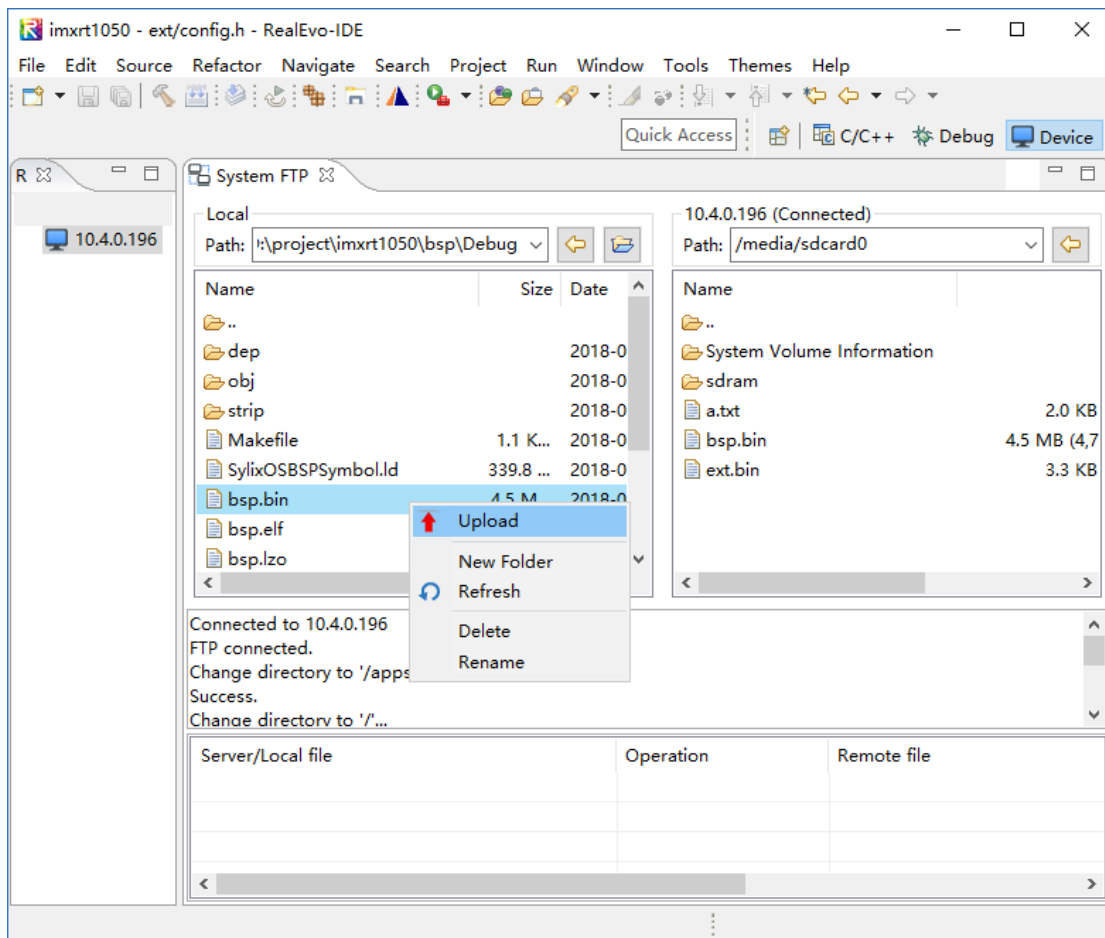 imxrt1050 - ext/config.h - RealEvo-IDE
File Edit Source Refactor Navigate Search Project Run Window Tools Themes Help
Quick Access C/C++ Debug Device
R System FTP
10.4.0.196
Local
Path: :\project\imxrt1050\bsp\Debug
Name Size Date
..
dep 2018-0
obj 2018-0
strip 2018-0
Makefile 1.1 K... 2018-0
SylixOSBSPSymbol.ld 339.8 ... 2018-0
bsp.bin 4.5 M... 2018-0
bsp.elf
bsp.lzo
10.4.0.196 (Connected)
Path: /media/sdcard0
Name
..
System Volume Information
sdram
a.txt 2.0 KB
bsp.bin 4.5 MB (4,7
ext.bin 3.3 KB
Upload
New Folder
Refresh
Delete
Rename
Connected to 10.4.0.196
FTP connected.
Change directory to '/apps
Success.
Change directory to '/'...
Server/Local file Operation Remote file